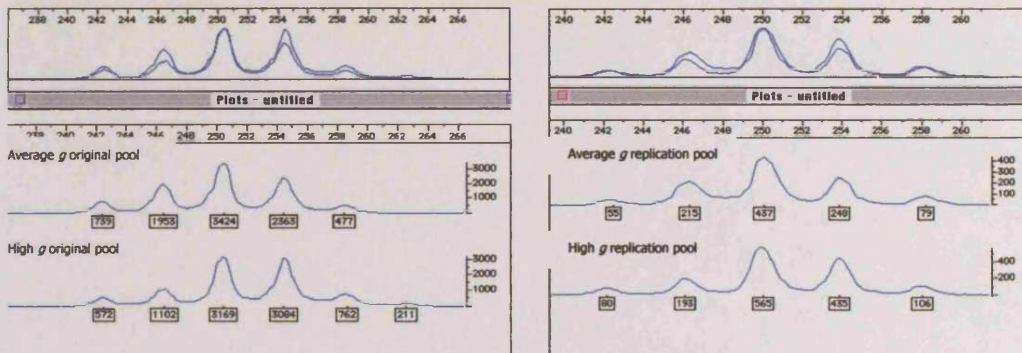 238 240 242 244 246 248 250 252 254 256 258 260 262 264 266
Plots - untitled
238 240 242 244 246 248 250 252 254 256 258 260 262 264 266
Average g original pool
3000
2000
1000
739 1953 3424 2363 477
High g original pool
3000
2000
1000
572 1102 3169 3084 762 211
240 242 244 246 248 250 252 254 256 258 260
Plots - untitled
240 242 244 246 248 250 252 254 256 258 260
Average g replication pool
400
300
200
100
55 215 437 248 79
High g replication pool
400
200
80 193 565 435 106